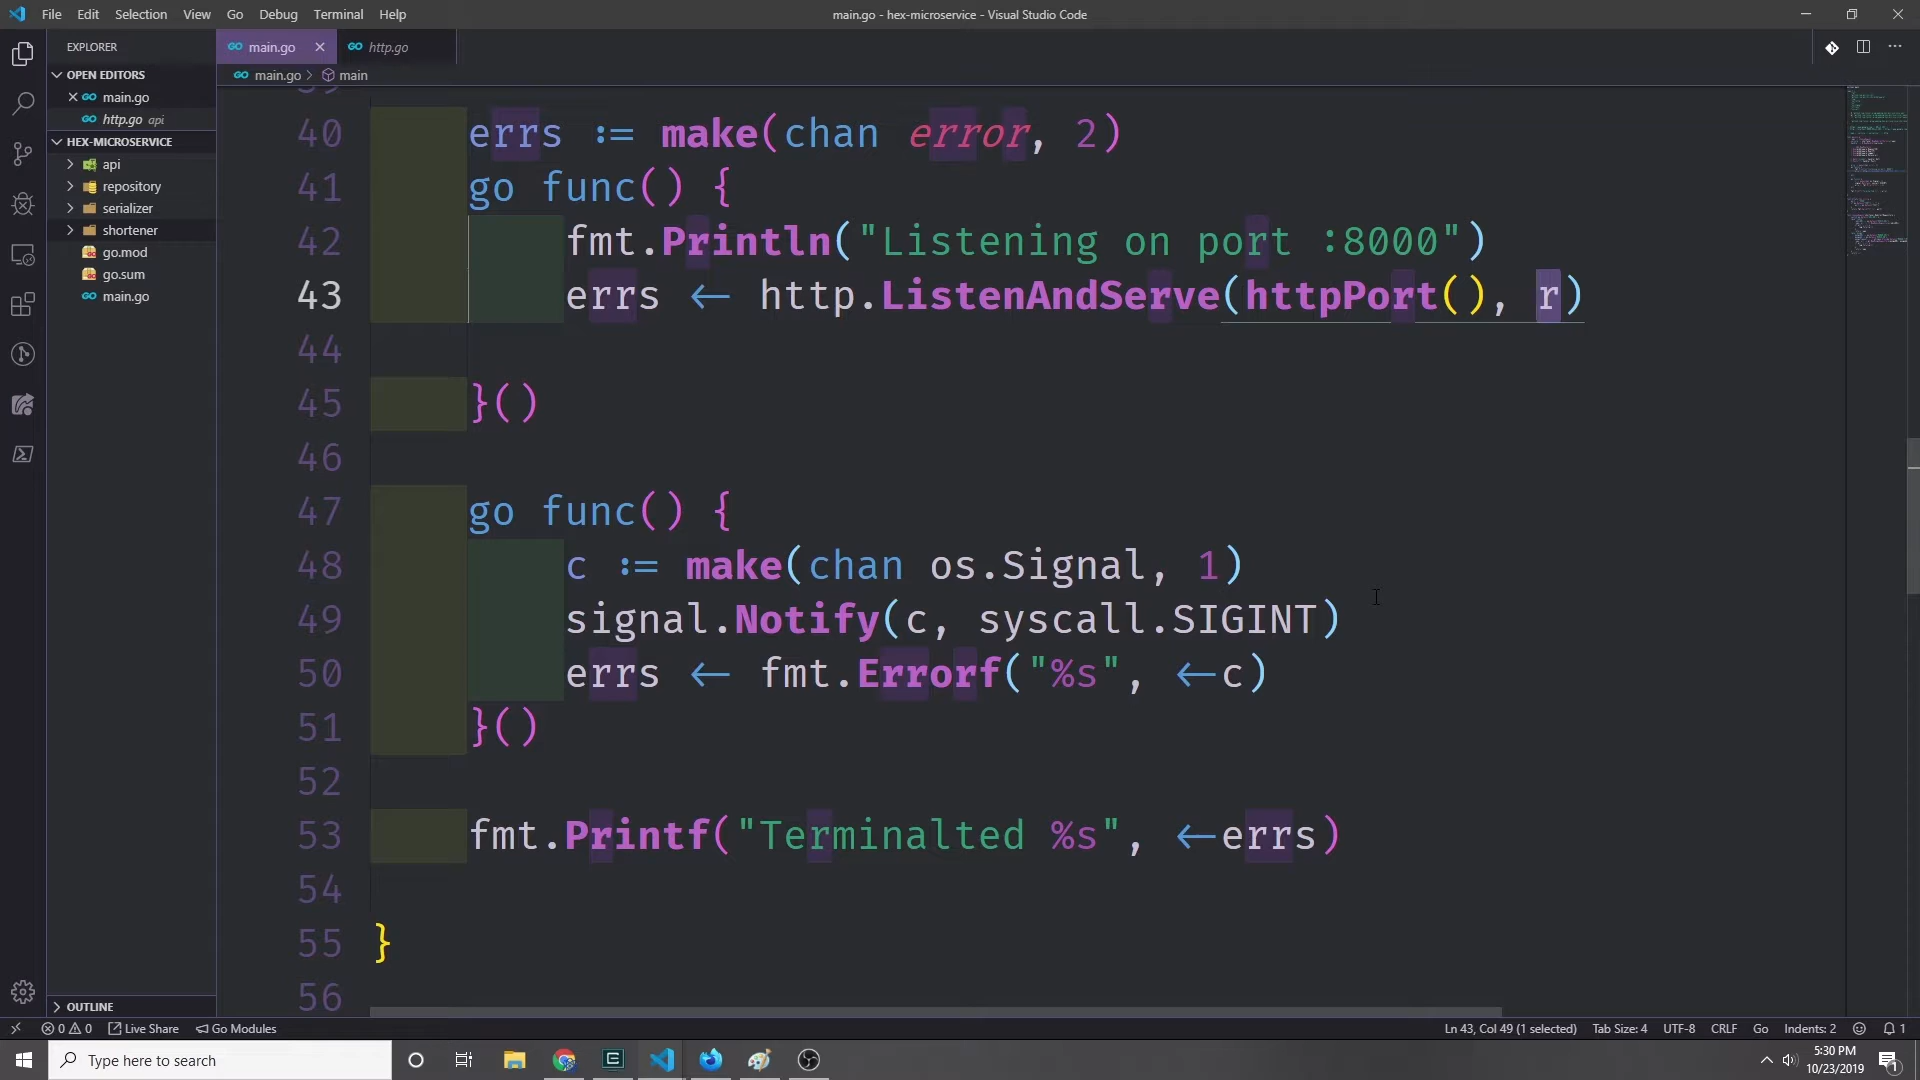 File Edit Selection View Go Debug Terminal Help
main.go - hex-microservice - Visual Studio Code
EXPLORER
main.go
http.go
OPEN EDITORS
main.go > main
main.go
http.go api
HEX-MICROSERVICE
api
repository
serializer
shortener
go.mod
go.sum
main.go
40 errs := make(chan error, 2)
41 go func() {
42 fmt.Println("Listening on port :8000")
43 errs <- http.ListenAndServe(httpPort(), r)
44
45 }()
46
47 go func() {
48 c := make(chan os.Signal, 1)
49 signal.Notify(c, syscall.SIGINT)
50 errs <- fmt.Errorf("%s", <-c)
51 }()
52
53 fmt.Printf("Terminalted %s", <-errs)
54
55 }
56
OUTLINE
0 0 Live Share Go Modules
Ln 43, Col 49 (1 selected) Tab Size: 4 UTF-8 CRLF Go Indents: 2 1
Type here to search
5:30 PM
10/23/2019
1